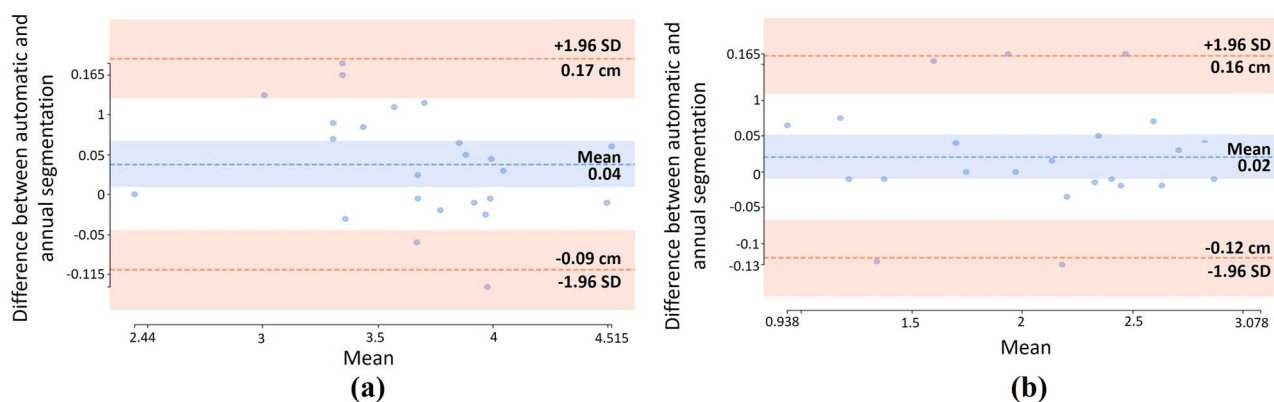 Difference between automatic and
annual segmentation
0.165
1
0.05
0
-0.05
-0.115
+1.96 SD
0.17 cm
Mean
0.04
-0.09 cm
-1.96 SD
2.44
3
3.5
4
4.515
Mean
(a)
Difference between automatic and
annual segmentation
0.165
1
0.05
0
-0.05
-0.1
-0.13
+1.96 SD
0.16 cm
Mean
0.02
-0.12 cm
-1.96 SD
0.938
1.5
2
2.5
3.078
Mean
(b)